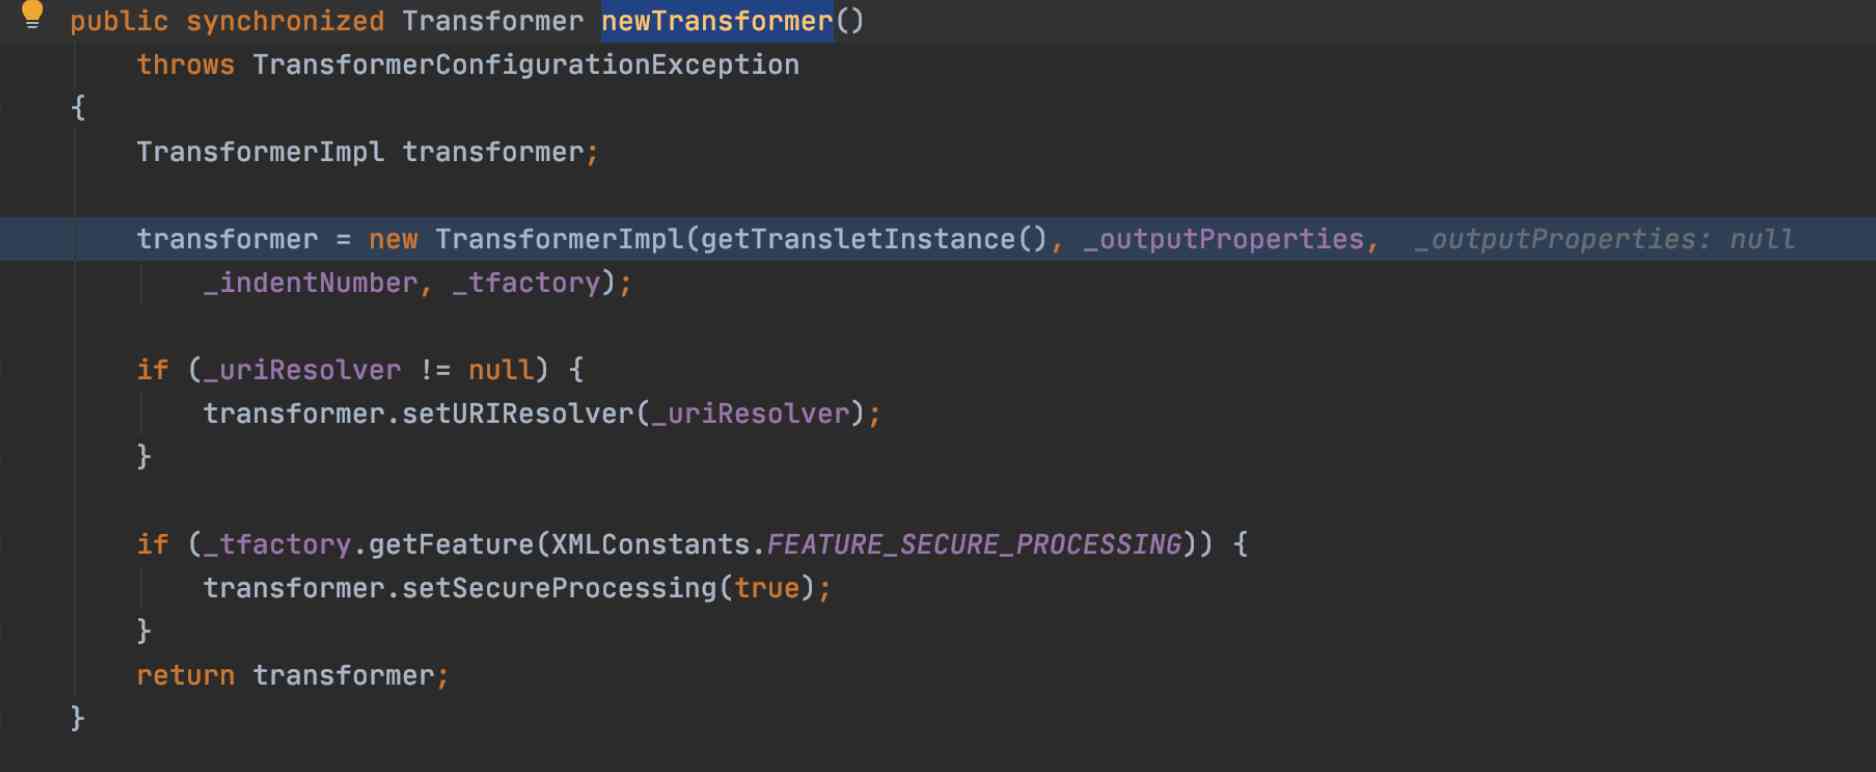 public synchronized Transformer newTransformer()
    throws TransformerConfigurationException
{
    TransformerImpl transformer;
    transformer = new TransformerImpl(getTransletInstance(), _outputProperties,  _outputProperties: null
        _indentNumber, _tfactory);
    if (_uriResolver != null) {
        transformer.setURIResolver(_uriResolver);
    }
    if (_tfactory.getFeature(XMLConstants.FEATURE_SECURE_PROCESSING)) {
        transformer.setSecureProcessing(true);
    }
    return transformer;
}